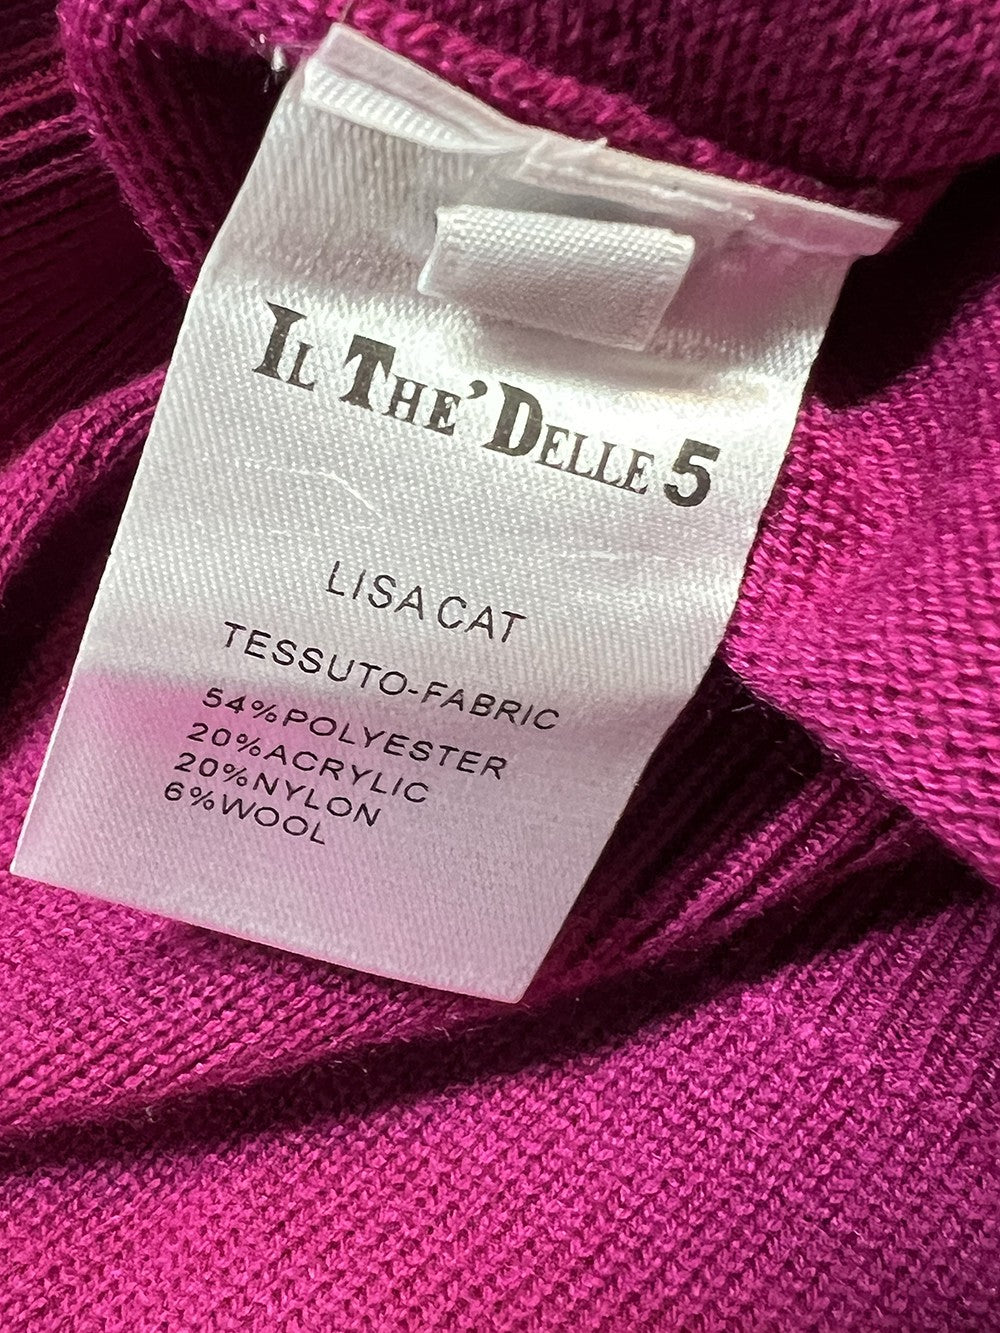 IL THE' DELLE 5
LISA CAT
TESSUTO-FABRIC
54%POLYESTER
20%ACRYLIC
20%NYLON
6%WOOL